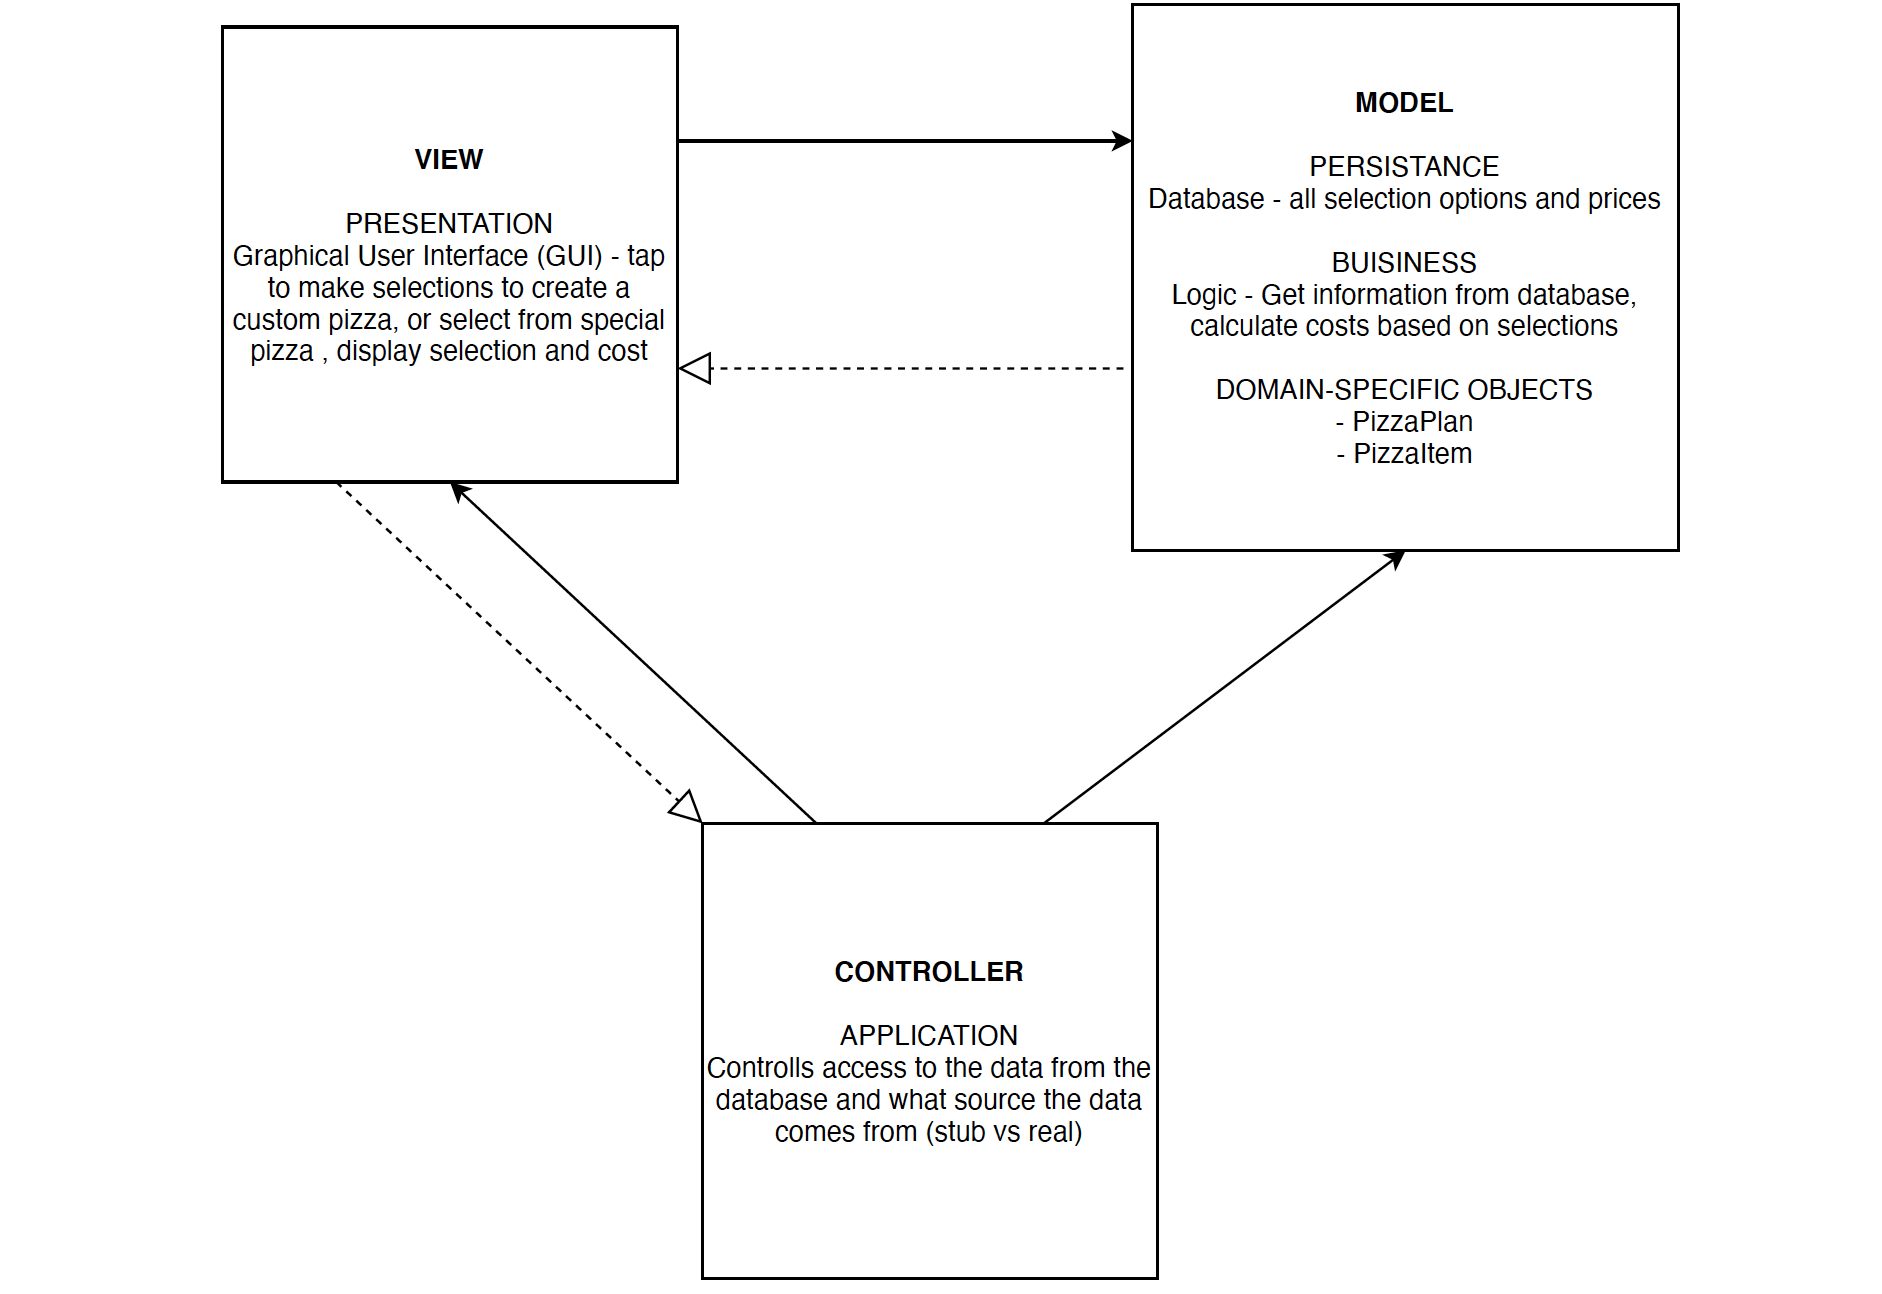 VIEW
PRESENTATION
Graphical User Interface (GUI) - tap
to make selections to create a
custom pizza, or select from special
pizza , display selection and cost
MODEL
PERSISTANCE
Database - all selection options and prices
BUISINESS
Logic - Get information from database,
calculate costs based on selections
DOMAIN-SPECIFIC OBJECTS
- PizzaPlan
- PizzaItem
CONTROLLER
APPLICATION
Controlls access to the data from the
database and what source the data
comes from (stub vs real)